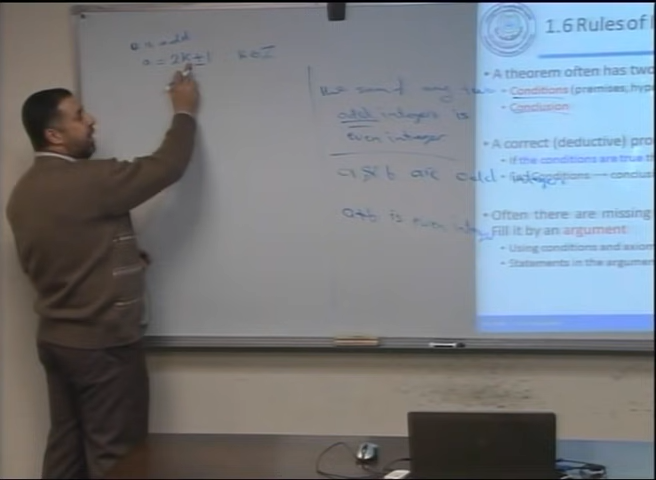 a is odd
a = 2k+1 k ∈ I
the sum of any two
odd integers is
even integer
a & b are odd integer
a+b is even integer
1.6 Rules of
• A theorem often has two
• Conditions (premises, hyp
• Conclusion
• A correct (deductive) pro
• If the conditions are true th
• Conditions → conclus
• Often there are missing
Fill it by an argument
• Using conditions and axiom
• Statements in the argumen